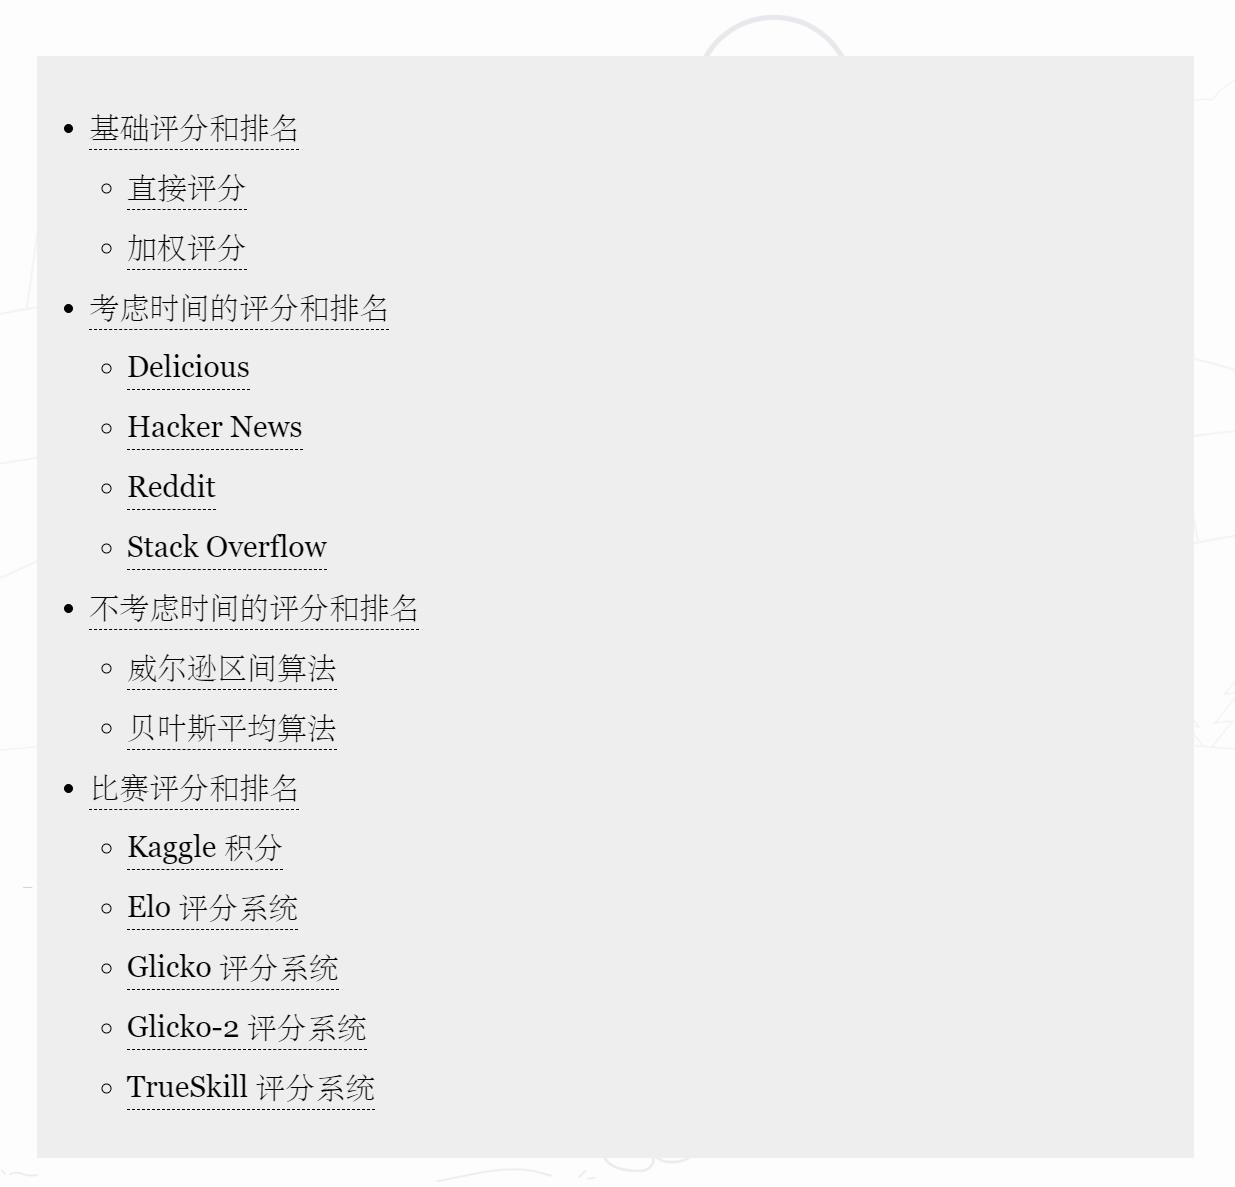 基础评分和排名
直接评分
加权评分
考虑时间的评分和排名
Delicious
Hacker News
Reddit
Stack Overflow
不考虑时间的评分和排名
威尔逊区间算法
贝叶斯平均算法
比赛评分和排名
Kaggle 积分
Elo 评分系统
Glicko 评分系统
Glicko-2 评分系统
TrueSkill 评分系统